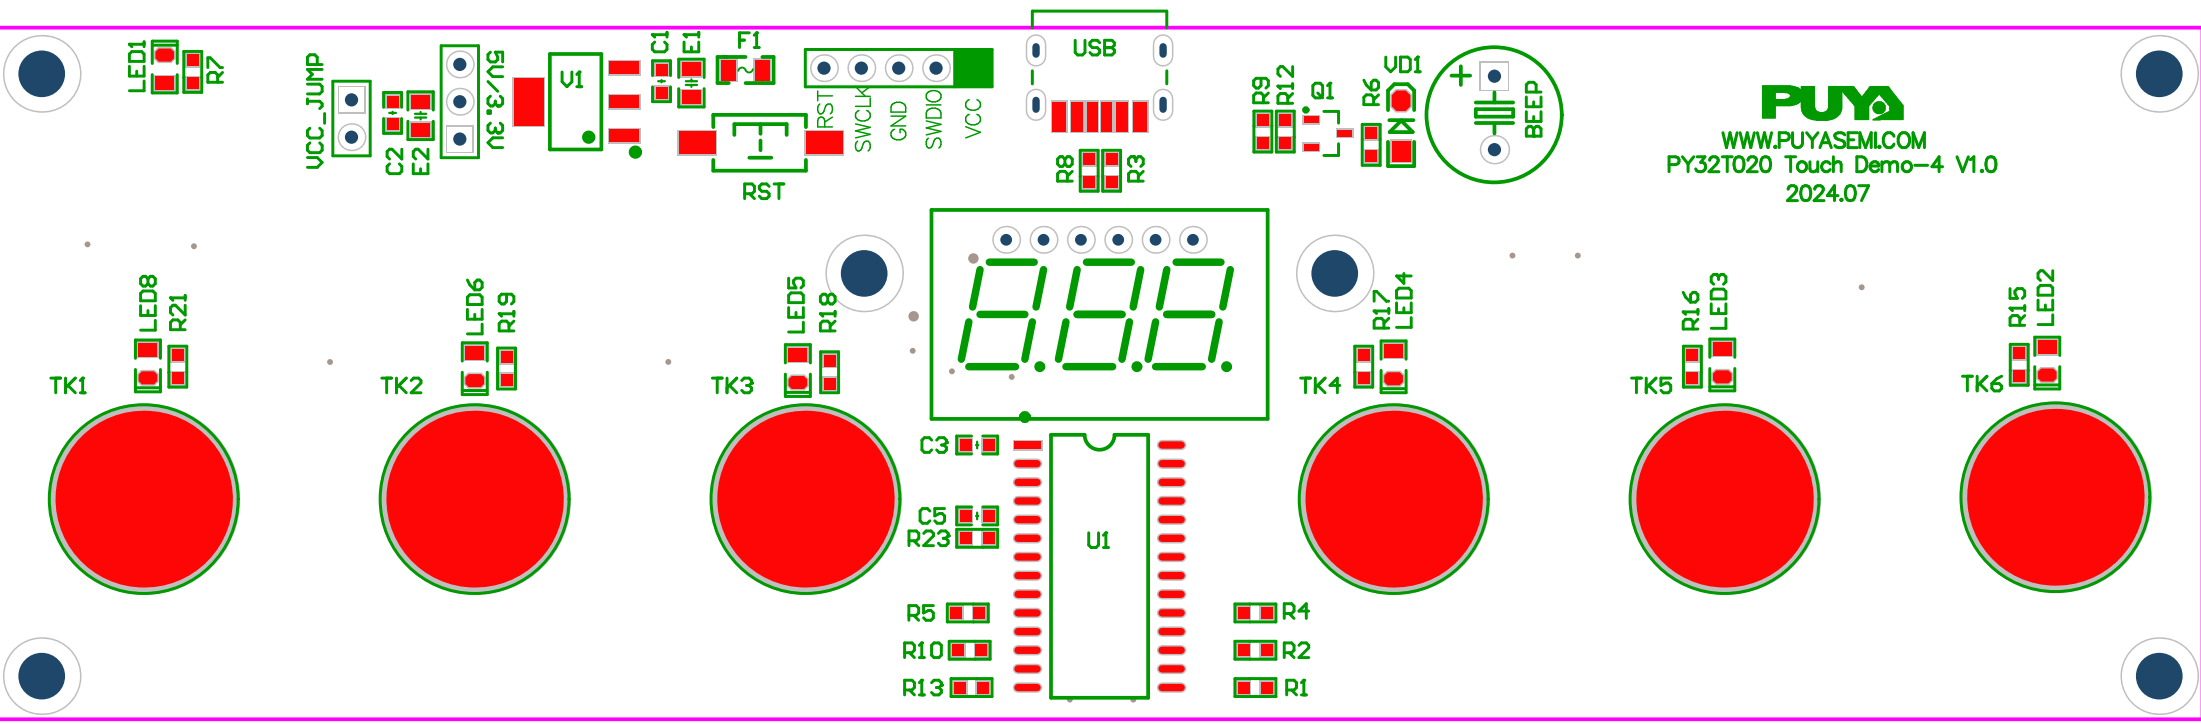 LED1
R7
VCC_JUMP
C2
E2
5V/3.3V
V1
C1
E1
F1
RST
SWCLK
GND
SWDIO
VCC
RST
USB
R8
R3
R9
R12
Q1
R6
VD1
+
BEEP
PUYA
WWW.PUYASEMI.COM
PY32T020 Touch Demo-4 V1.0
2024.07
LED8
R21
TK1
LED6
R19
TK2
LED5
R18
TK3
8.8.8.
R17
LED4
TK4
R16
LED3
TK5
R15
LED2
TK6
C3
C5
R23
U1
R5
R10
R13
R4
R2
R1